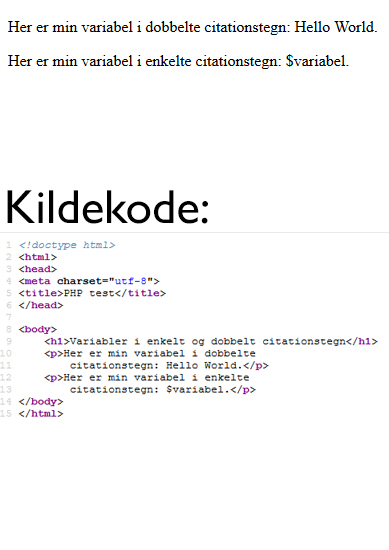 Her er min variabel i dobbelte citationstegn: Hello World.
Her er min variabel i enkelte citationstegn: $variabel.
Kildekode:
1 <!doctype html>
2 <html>
3 <head>
4 <meta charset="utf-8">
5 <title>PHP test</title>
6 </head>
7
8 <body>
9 <h1>Variabler i enkelt og dobbelt citationstegn</h1>
10 <p>Her er min variabel i dobbelte
11 citationstegn: Hello World.</p>
12 <p>Her er min variabel i enkelte
13 citationstegn: $variabel.</p>
14 </body>
15 </html>